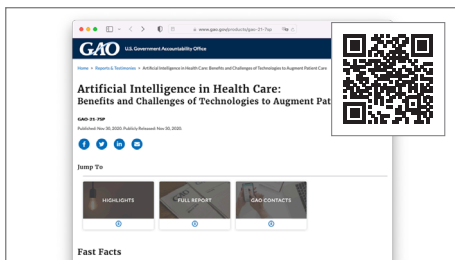 www.gao.gov/products/gao-21-7sp
GAO U.S. Government Accountability Office
Home > Reports & Testimonies > Artificial Intelligence in Health Care: Benefits and Challenges of Technologies to Augment Patient Care
Artificial Intelligence in Health Care:
Benefits and Challenges of Technologies to Augment Pat
GAO-21-7SP
Published: Nov 30, 2020. Publicly Released: Nov 30, 2020.
Jump To
HIGHLIGHTS
FULL REPORT
GAO CONTACTS
Fast Facts